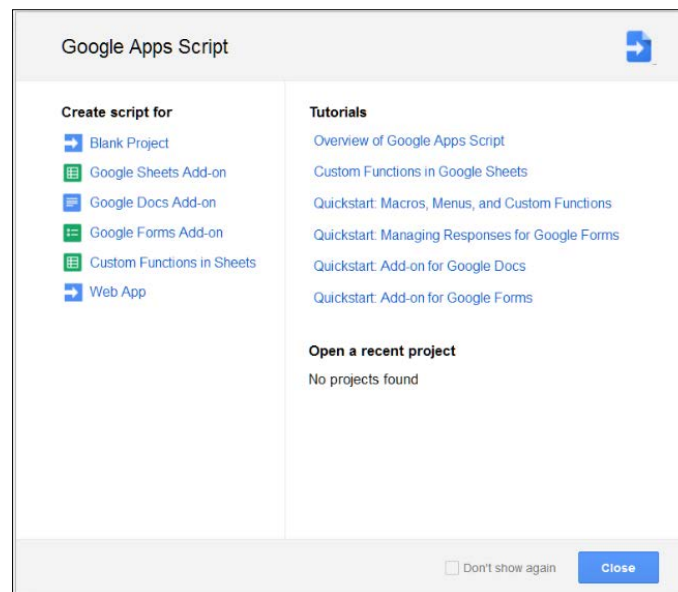 Google Apps Script
Create script for
Blank Project
Google Sheets Add-on
Google Docs Add-on
Google Forms Add-on
Custom Functions in Sheets
Web App
Tutorials
Overview of Google Apps Script
Custom Functions in Google Sheets
Quickstart: Macros, Menus, and Custom Functions
Quickstart: Managing Responses for Google Forms
Quickstart: Add-on for Google Docs
Quickstart: Add-on for Google Forms
Open a recent project
No projects found
Don't show again
Close